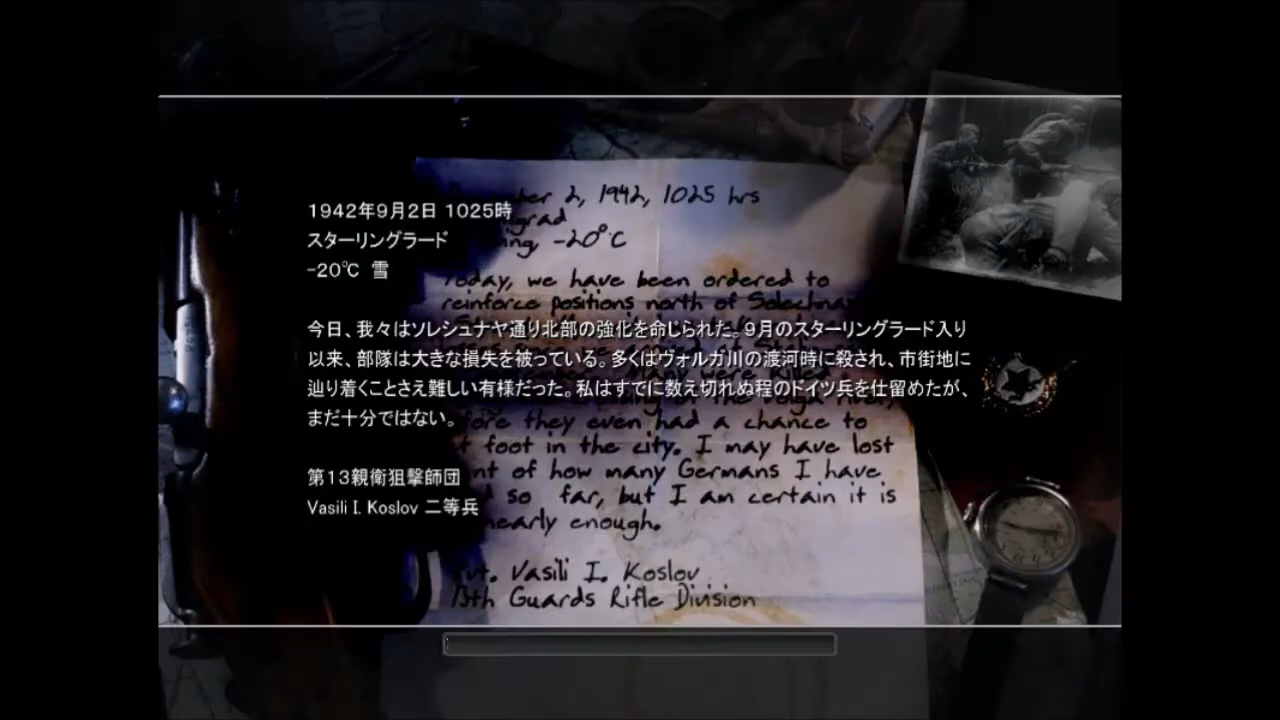 1942年9月2日 1025時
スターリングラード
-20℃ 雪
今日、我々はソレシュナヤ通り北部の強化を命じられた。9月のスターリングラード入り
以来、部隊は大きな損失を被っている。多くはヴォルガ川の渡河時に殺され、市街地に
辿り着くことさえ難しい有様だった。私はすでに数え切れぬ程のドイツ兵を仕留めたが、
まだ十分ではない。
第13親衛狙撃師団
Vasili I. Koslov 二等兵
2, 1942, 1025 hrs
-20°C
Today, we have been ordered to
reinforce positions north of
before they even had a chance to
foot in the city. I may have lost
of how many Germans I have
so far, but I am certain it is
nearly enough.
Pvt. Vasili I. Koslov
13th Guards Rifle Division